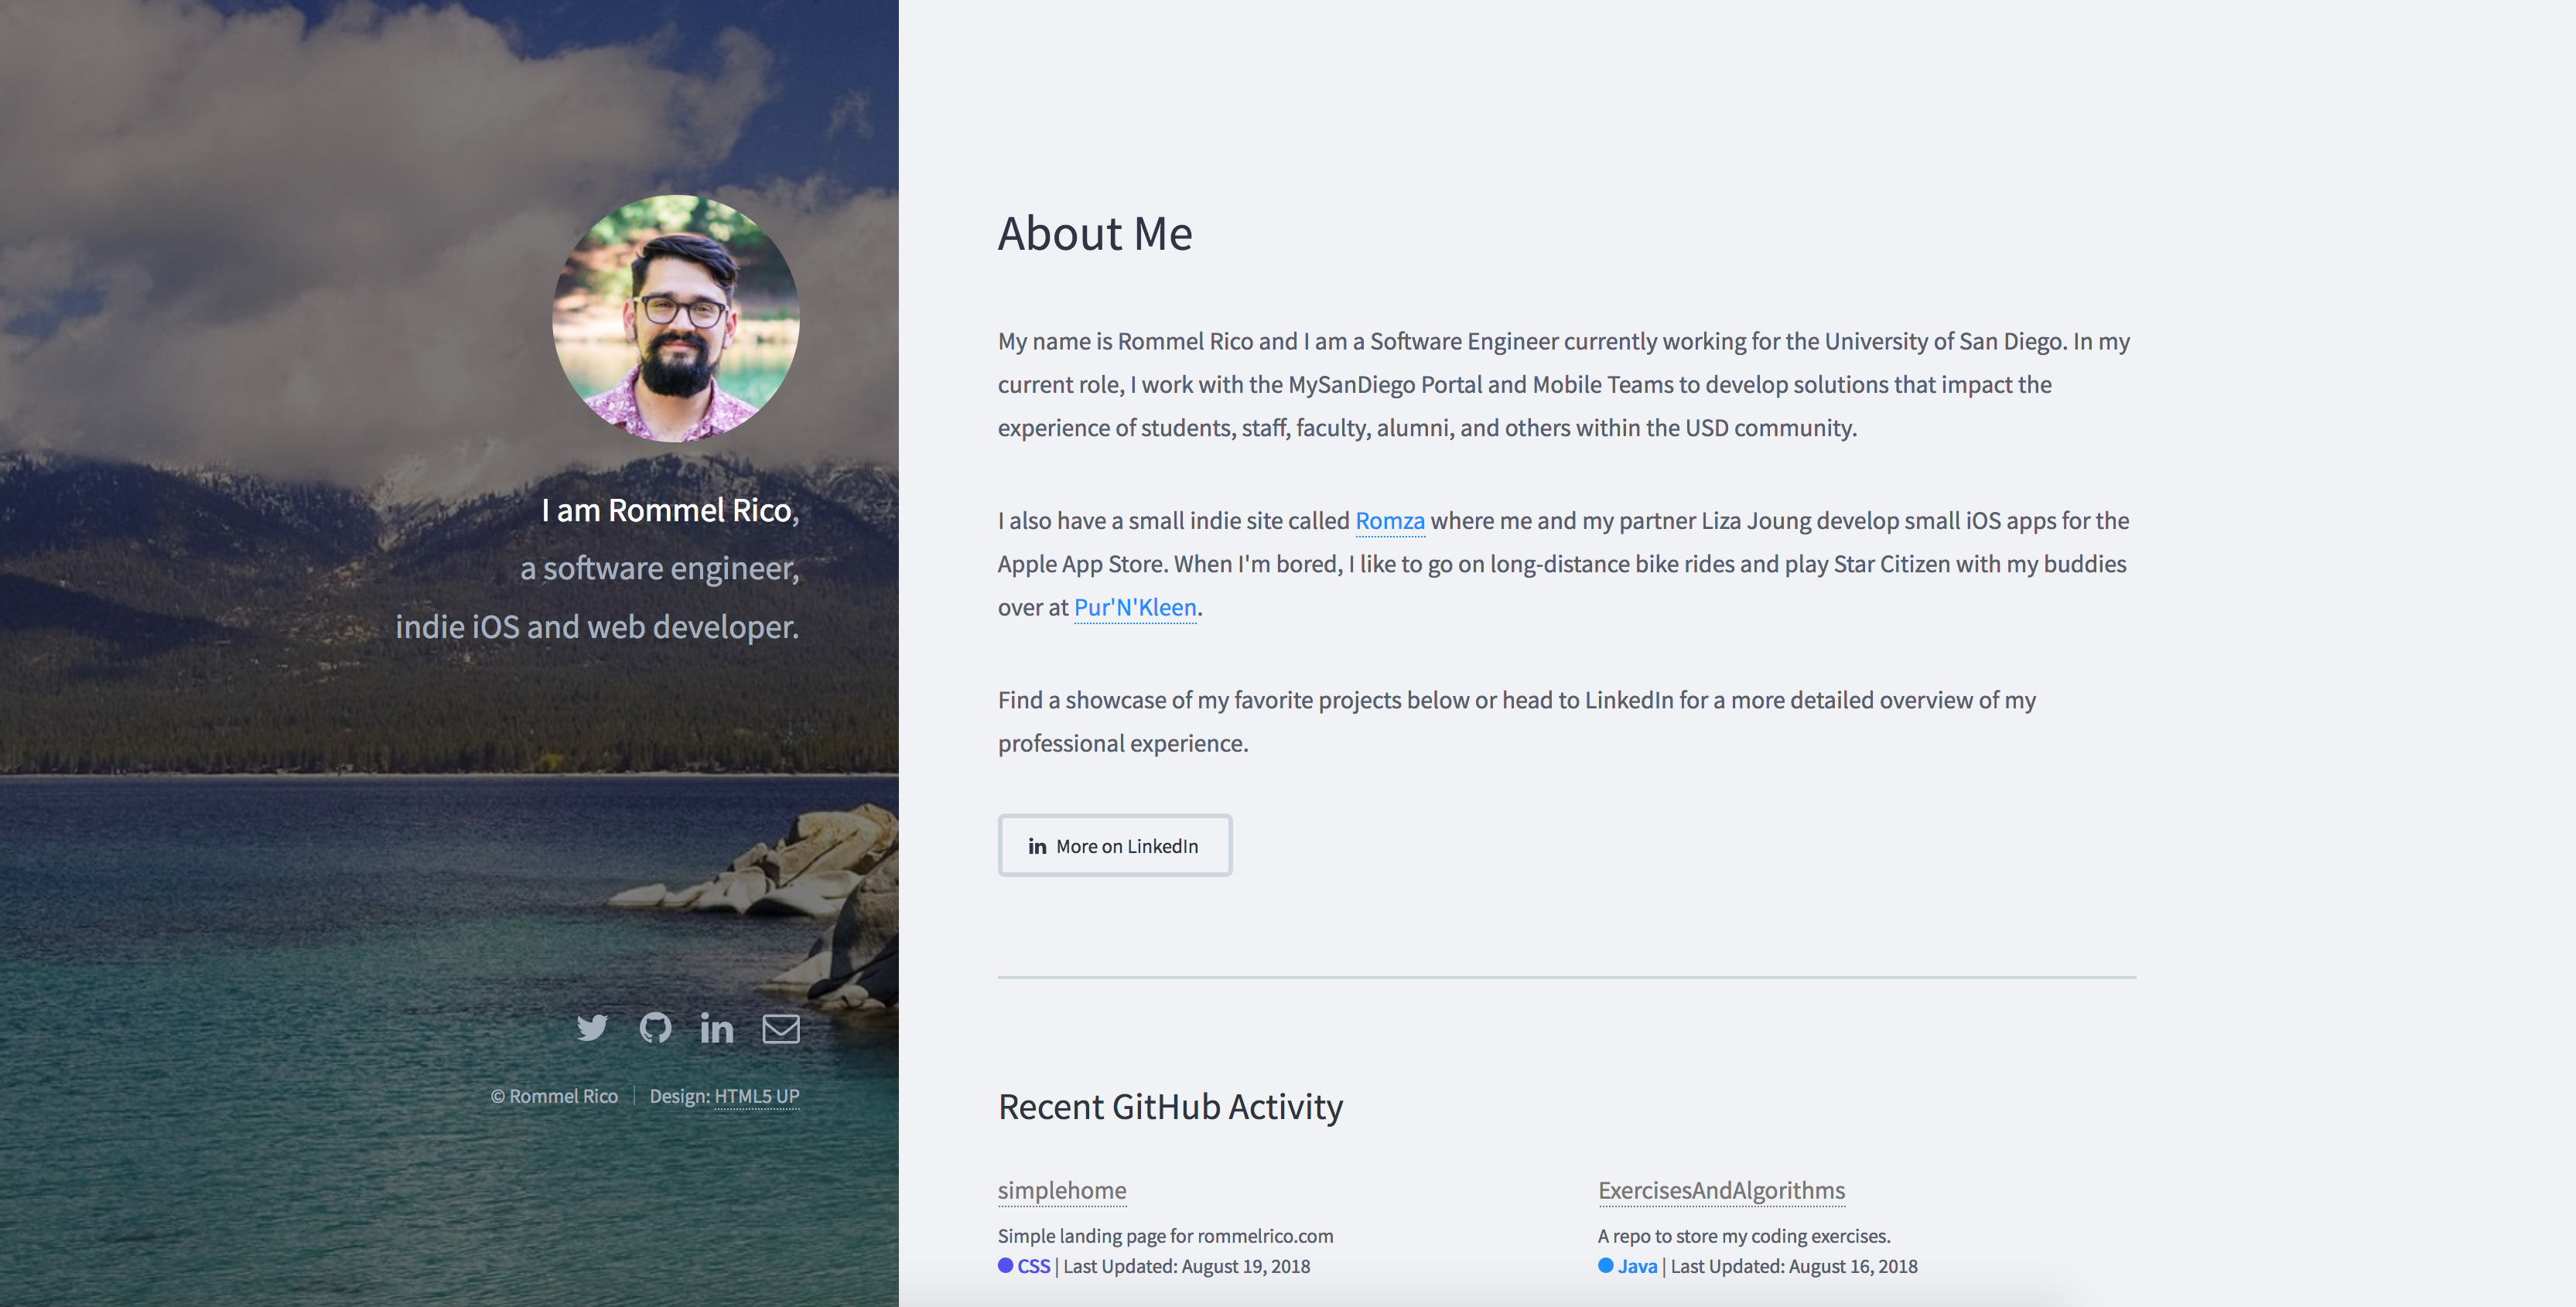 I am Rommel Rico,
a software engineer,
indie iOS and web developer.
© Rommel Rico | Design: HTML5 UP
About Me
My name is Rommel Rico and I am a Software Engineer currently working for the University of San Diego. In my
current role, I work with the MySanDiego Portal and Mobile Teams to develop solutions that impact the
experience of students, staff, faculty, alumni, and others within the USD community.
I also have a small indie site called Romza where me and my partner Liza Joung develop small iOS apps for the
Apple App Store. When I'm bored, I like to go on long-distance bike rides and play Star Citizen with my buddies
over at Pur'N'Kleen.
Find a showcase of my favorite projects below or head to LinkedIn for a more detailed overview of my
professional experience.
in More on LinkedIn
Recent GitHub Activity
simplehome
Simple landing page for rommelrico.com
CSS | Last Updated: August 19, 2018
ExercisesAndAlgorithms
A repo to store my coding exercises.
Java | Last Updated: August 16, 2018